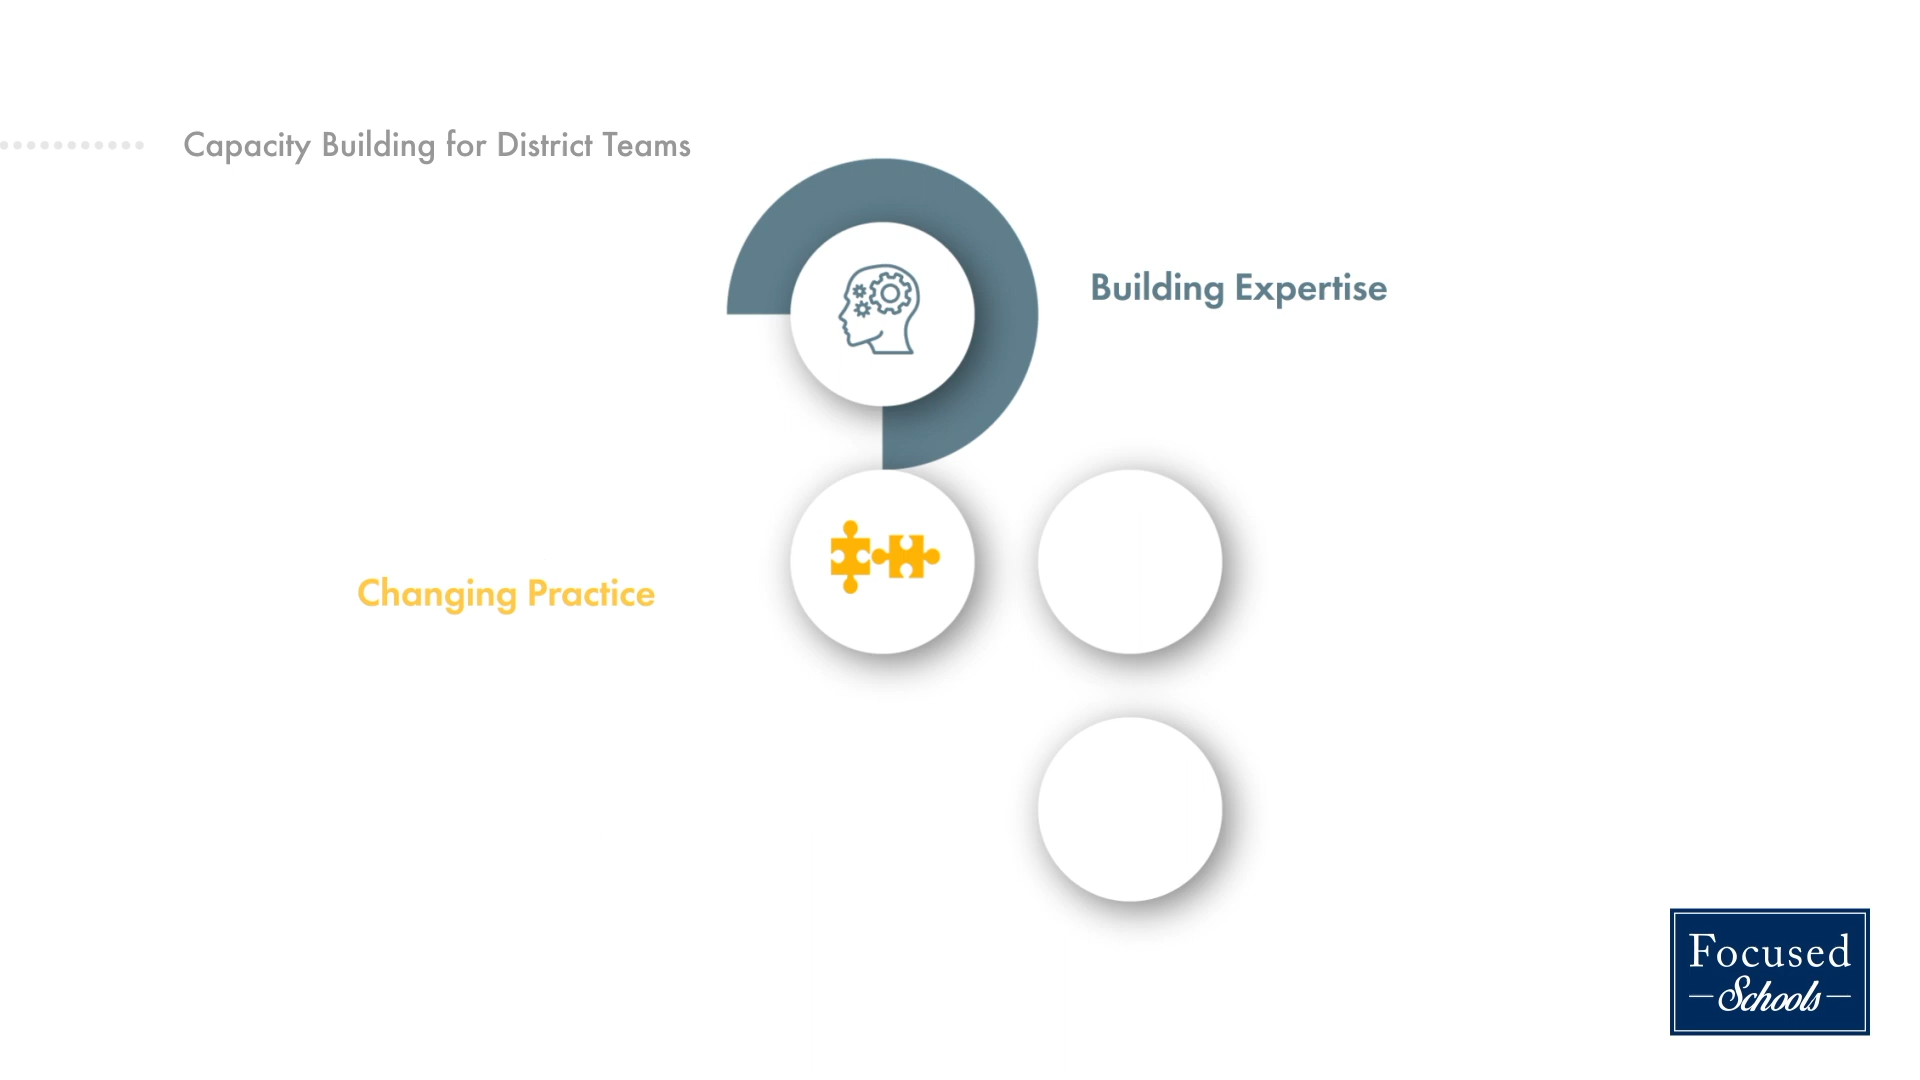 Capacity Building for District Teams
Building Expertise
Changing Practice
Focused
Schools